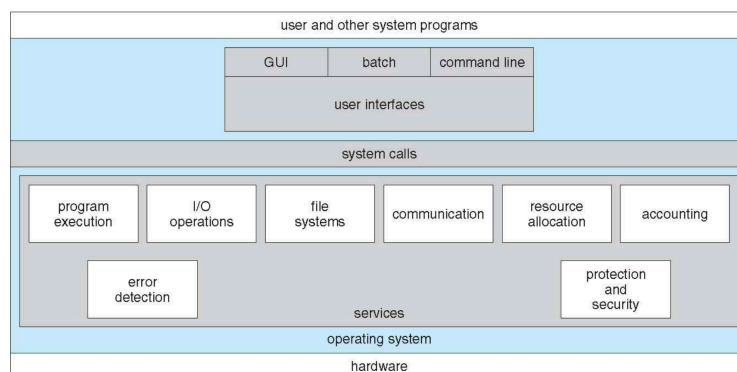 user and other system programs
GUI
batch
command line
user interfaces
system calls
program
execution
I/O
operations
file
systems
communication
resource
allocation
accounting
error
detection
protection
and
security
services
operating system
hardware